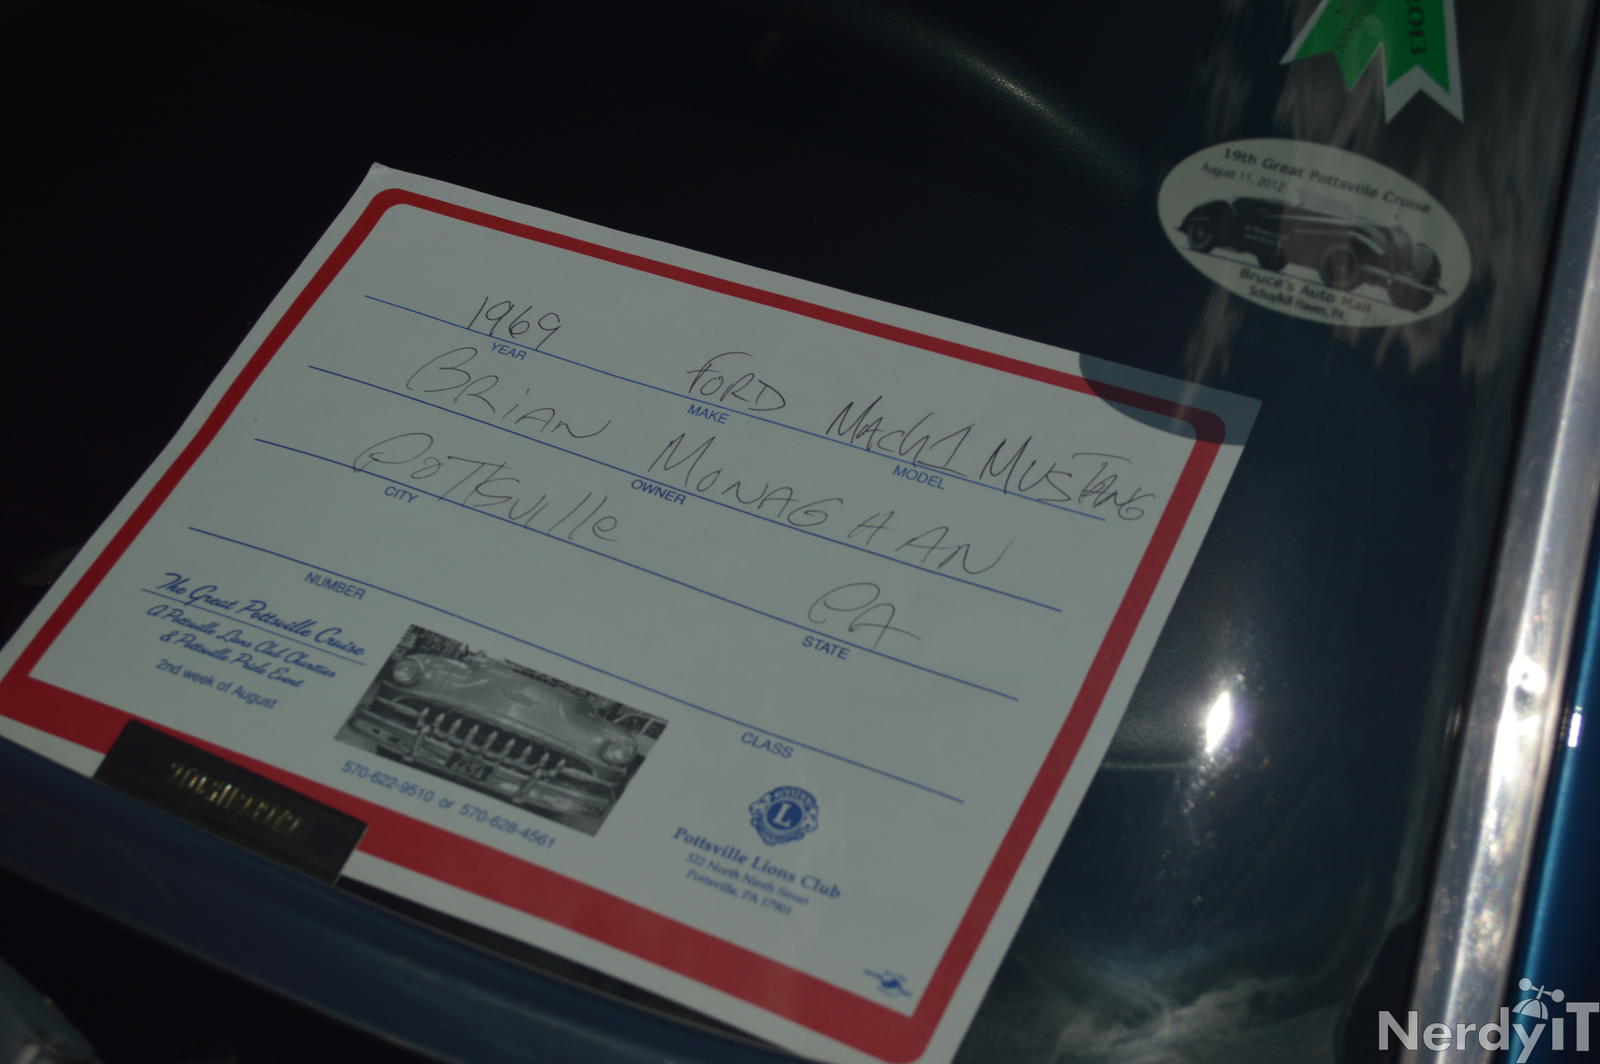 2013
19th Great Pottsville Cruise
August 11, 2012
Bruce's Auto Mall
Schuylkill Haven, PA
1969 FORD MACH 1 MUSTANG
YEAR MAKE MODEL
BRIAN MONAGHAN
OWNER
POTTSville PA
CITY STATE
NUMBER CLASS
The Great Pottsville Cruise
A Pottsville Lions Club Charities
& Pottsville Pride Event
2nd week of August
570-622-9510 or 570-628-4561
L
Pottsville Lions Club
322 North Ninth Street
Pottsville, PA 17901
NerdyiT